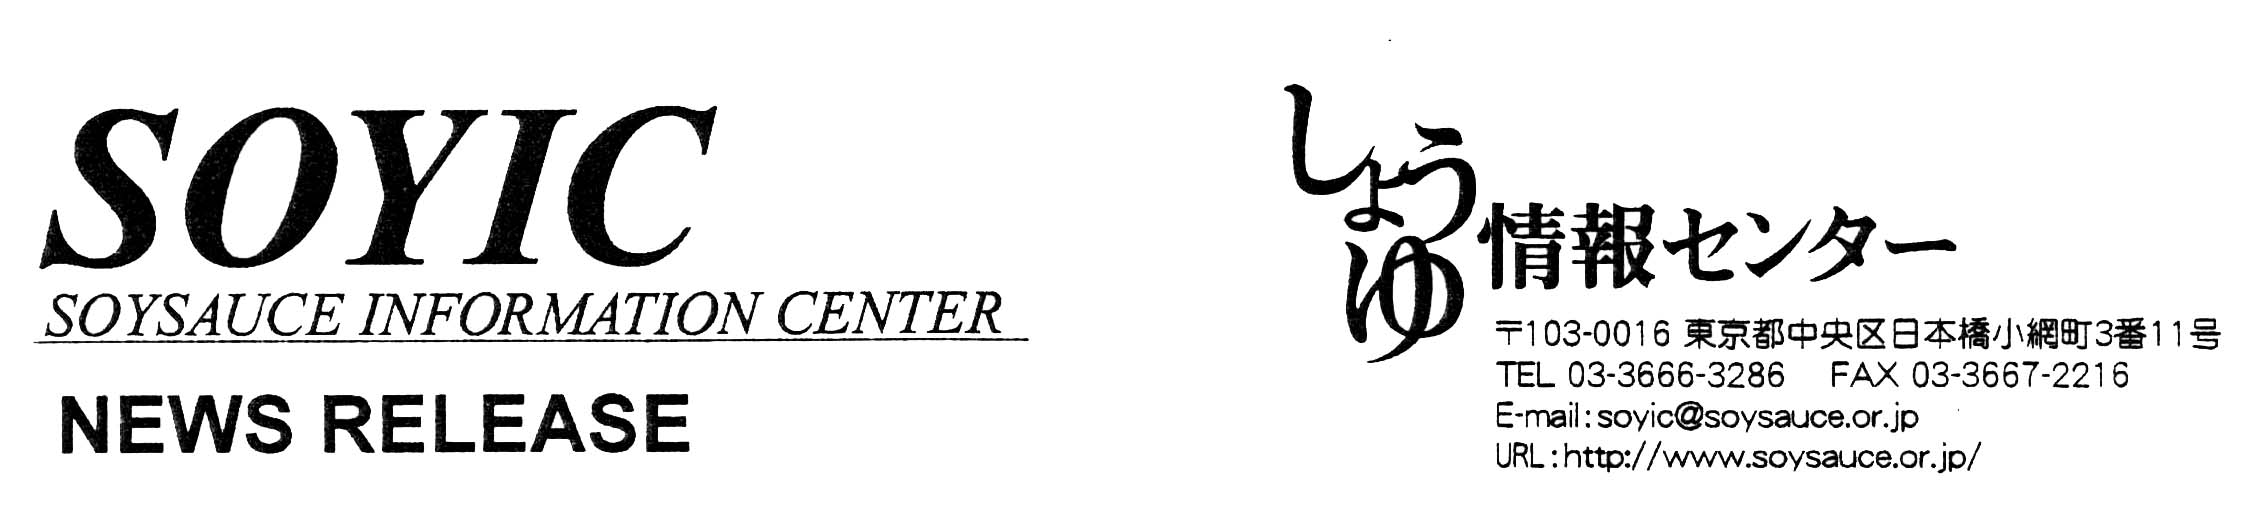 SOYIC
SOYSAUCE INFORMATION CENTER
NEWS RELEASE
しょうゆ情報センター
〒103-0016 東京都中央区日本橋小網町3番11号
TEL 03-3666-3286 FAX 03-3667-2216
E-mail:soyic@soysauce.or.jp
URL:http://www.soysauce.or.jp/